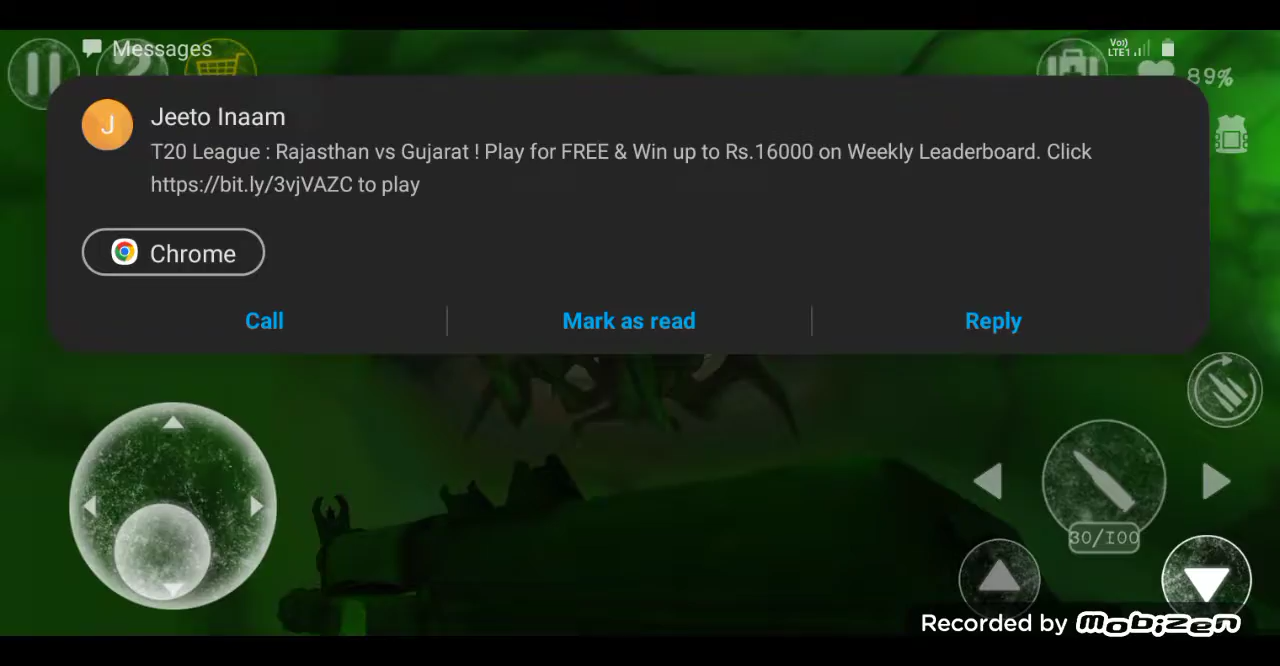 Messages
Vo)
LTE1
89%
J
Jeeto Inaam
T20 League : Rajasthan vs Gujarat ! Play for FREE & Win up to Rs.16000 on Weekly Leaderboard. Click
https://bit.ly/3vjVAZC to play
Chrome
Call
Mark as read
Reply
30/100
Recorded by mobizen